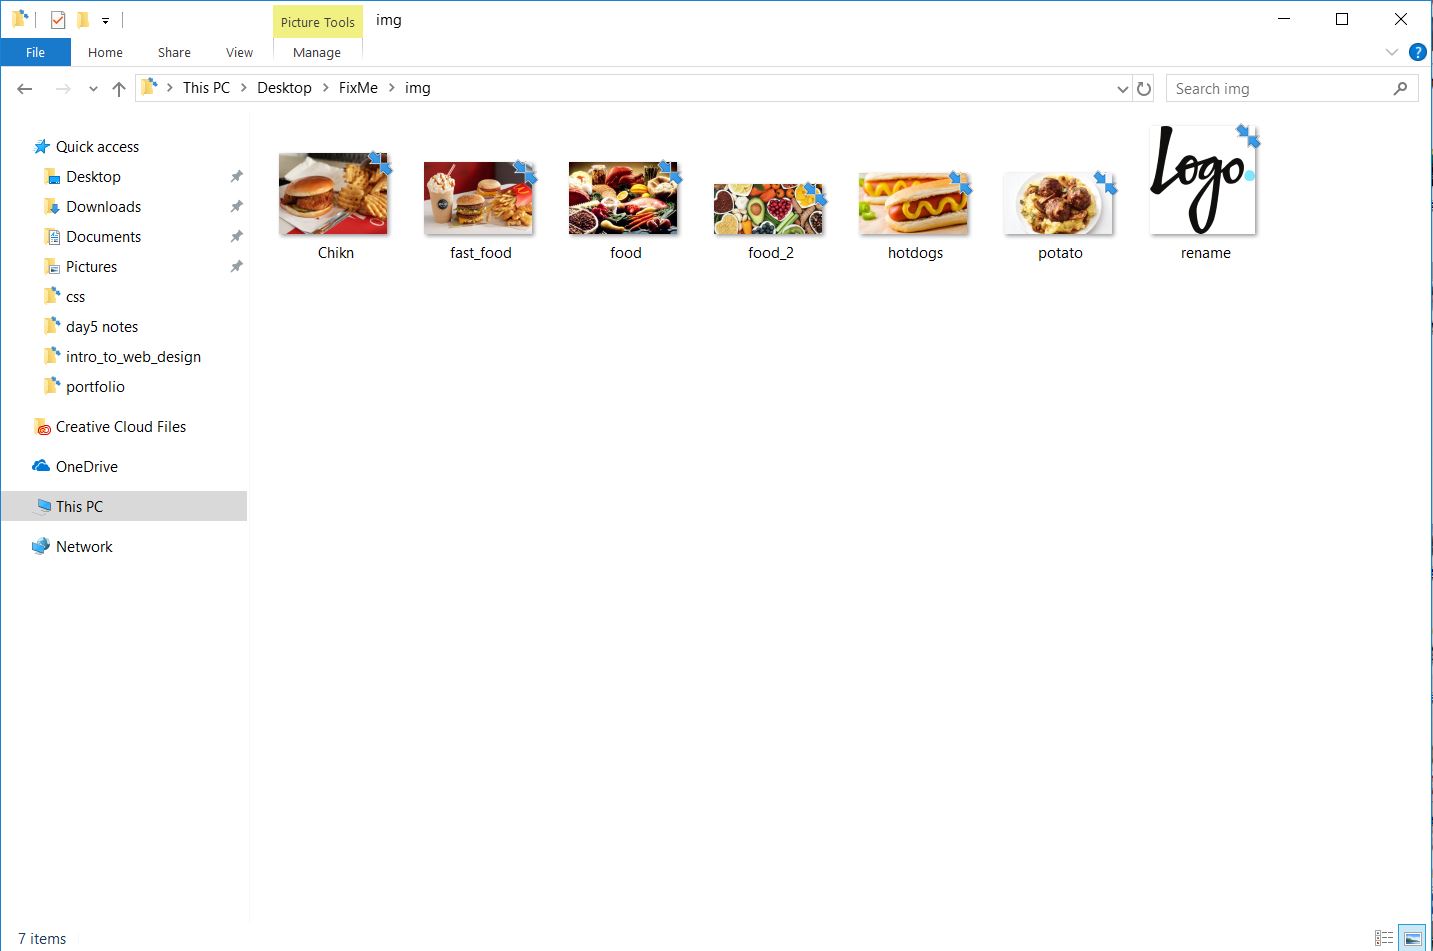 Picture Tools
img
File
Home
Share
View
Manage
This PC
Desktop
FixMe
img
Search img
Quick access
Desktop
Downloads
Documents
Pictures
css
day5 notes
intro_to_web_design
portfolio
Creative Cloud Files
OneDrive
This PC
Network
Logo
Chikn
fast_food
food
food_2
hotdogs
potato
rename
7 items